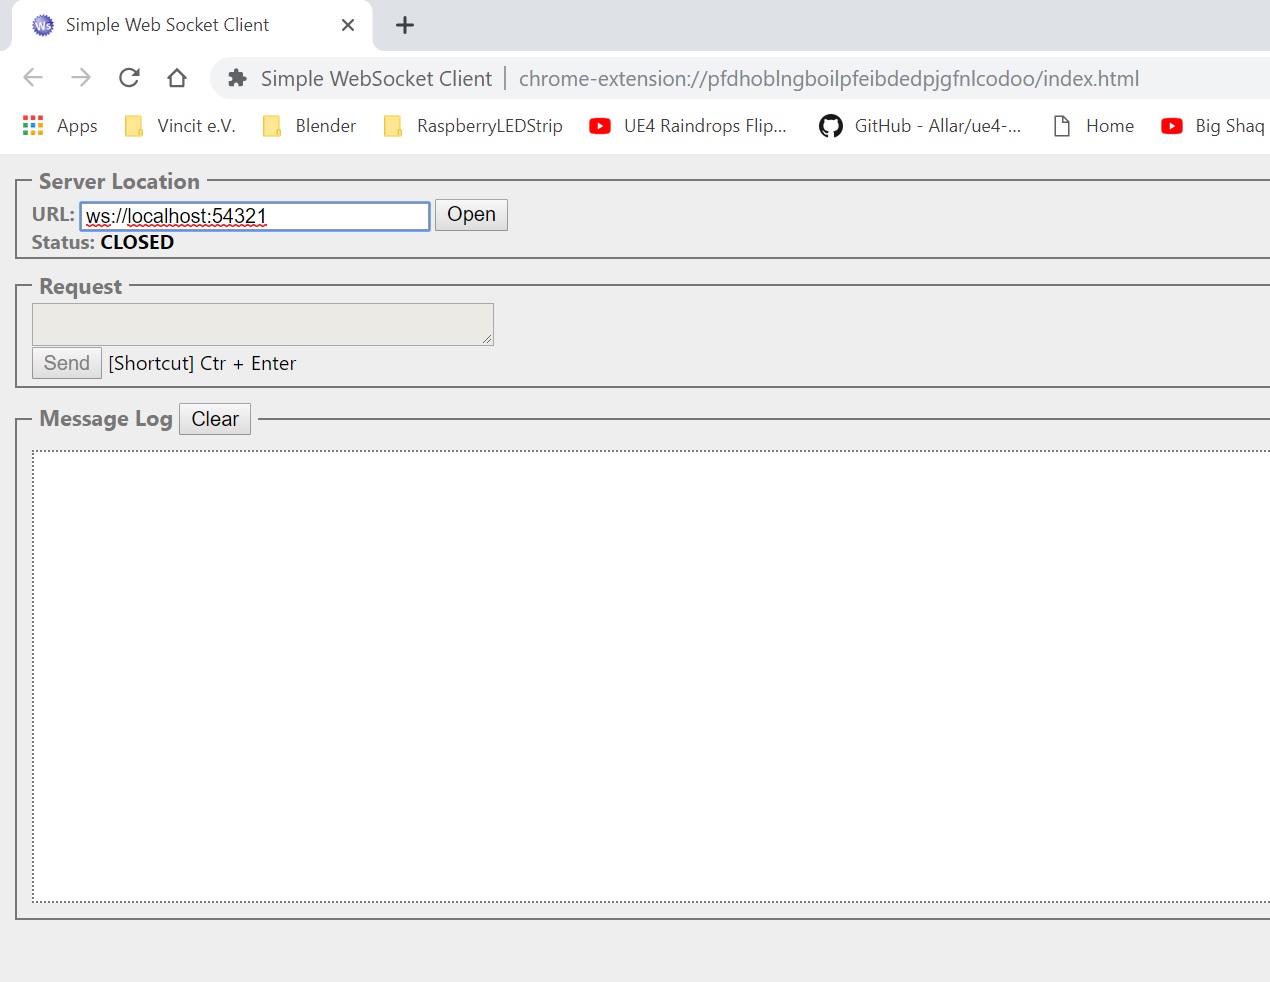 Simple Web Socket Client
Simple WebSocket Client | chrome-extension://pfdhoblngboilpfeibdedpjgfnlcodoo/index.html
Apps Vincit e.V. Blender RaspberryLEDStrip UE4 Raindrops Flip... GitHub - Allar/ue4-... Home Big Shaq
Server Location
URL: ws://localhost:54321 Open
Status: CLOSED
Request
Send [Shortcut] Ctr + Enter
Message Log Clear